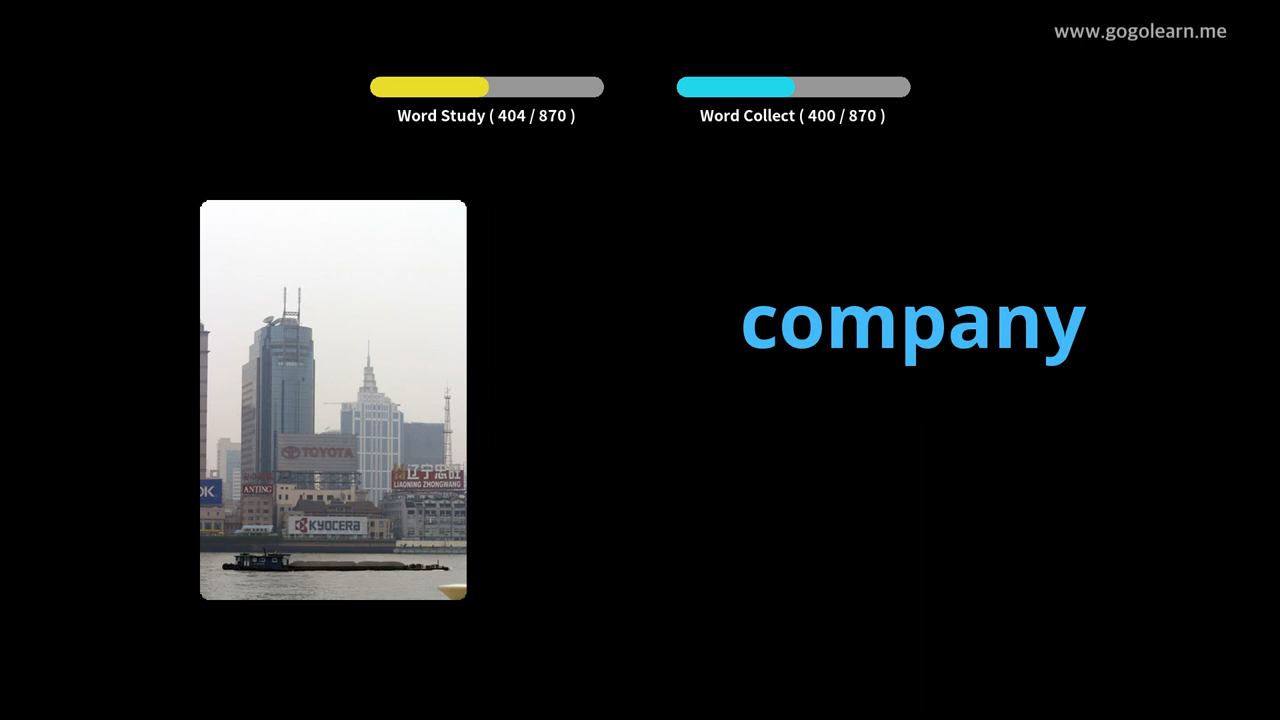 www.gogolearn.me
Word Study ( 404 / 870 )
Word Collect ( 400 / 870 )
company
TOYOTA
辽宁忠旺
LIAONING ZHONGWANG
OK
ANTING
KYOCERA